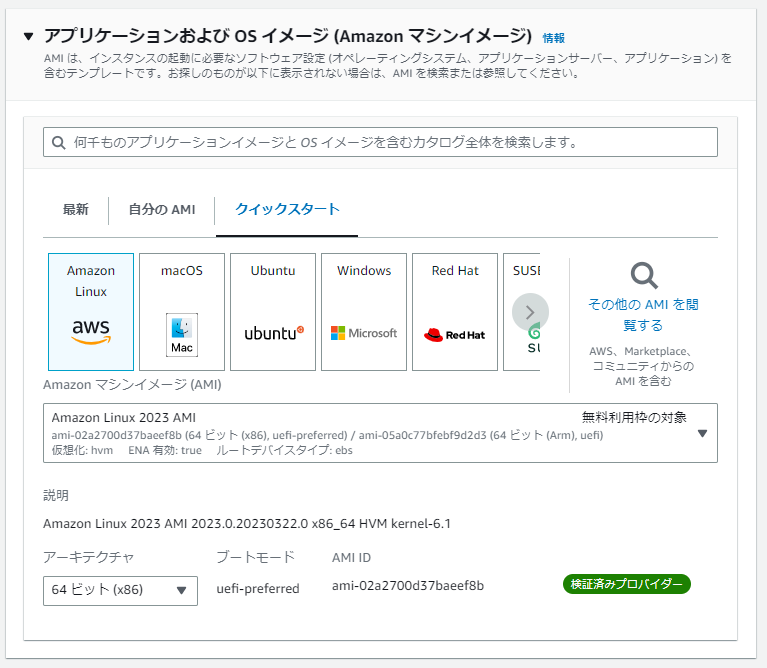 ▼ アプリケーションおよび OS イメージ (Amazon マシンイメージ) 情報
AMI は、インスタンスの起動に必要なソフトウェア設定 (オペレーティングシステム、アプリケーションサーバー、アプリケーション) を
含むテンプレートです。お探しのものが以下に表示されない場合は、AMI を検索または参照してください。
何千ものアプリケーションイメージと OS イメージを含むカタログ全体を検索します。
最新 自分の AMI クイックスタート
Amazon
Linux
aws
macOS
Mac
Ubuntu
ubuntu
Windows
Microsoft
Red Hat
Red Hat
SUSE
SU
その他の AMI を閲
覧する
AWS、Marketplace、
コミュニティからの
AMI を含む
Amazon マシンイメージ (AMI)
Amazon Linux 2023 AMI 無料利用枠の対象
ami-02a2700d37baeef8b (64 ビット (x86), uefi-preferred) / ami-05a0c77bfebf9d2d3 (64 ビット (Arm), uefi)
仮想化: hvm ENA 有効: true ルートデバイスタイプ: ebs
説明
Amazon Linux 2023 AMI 2023.0.20230322.0 x86_64 HVM kernel-6.1
アーキテクチャ ブートモード AMI ID
64 ビット (x86) uefi-preferred ami-02a2700d37baeef8b 検証済みプロバイダー